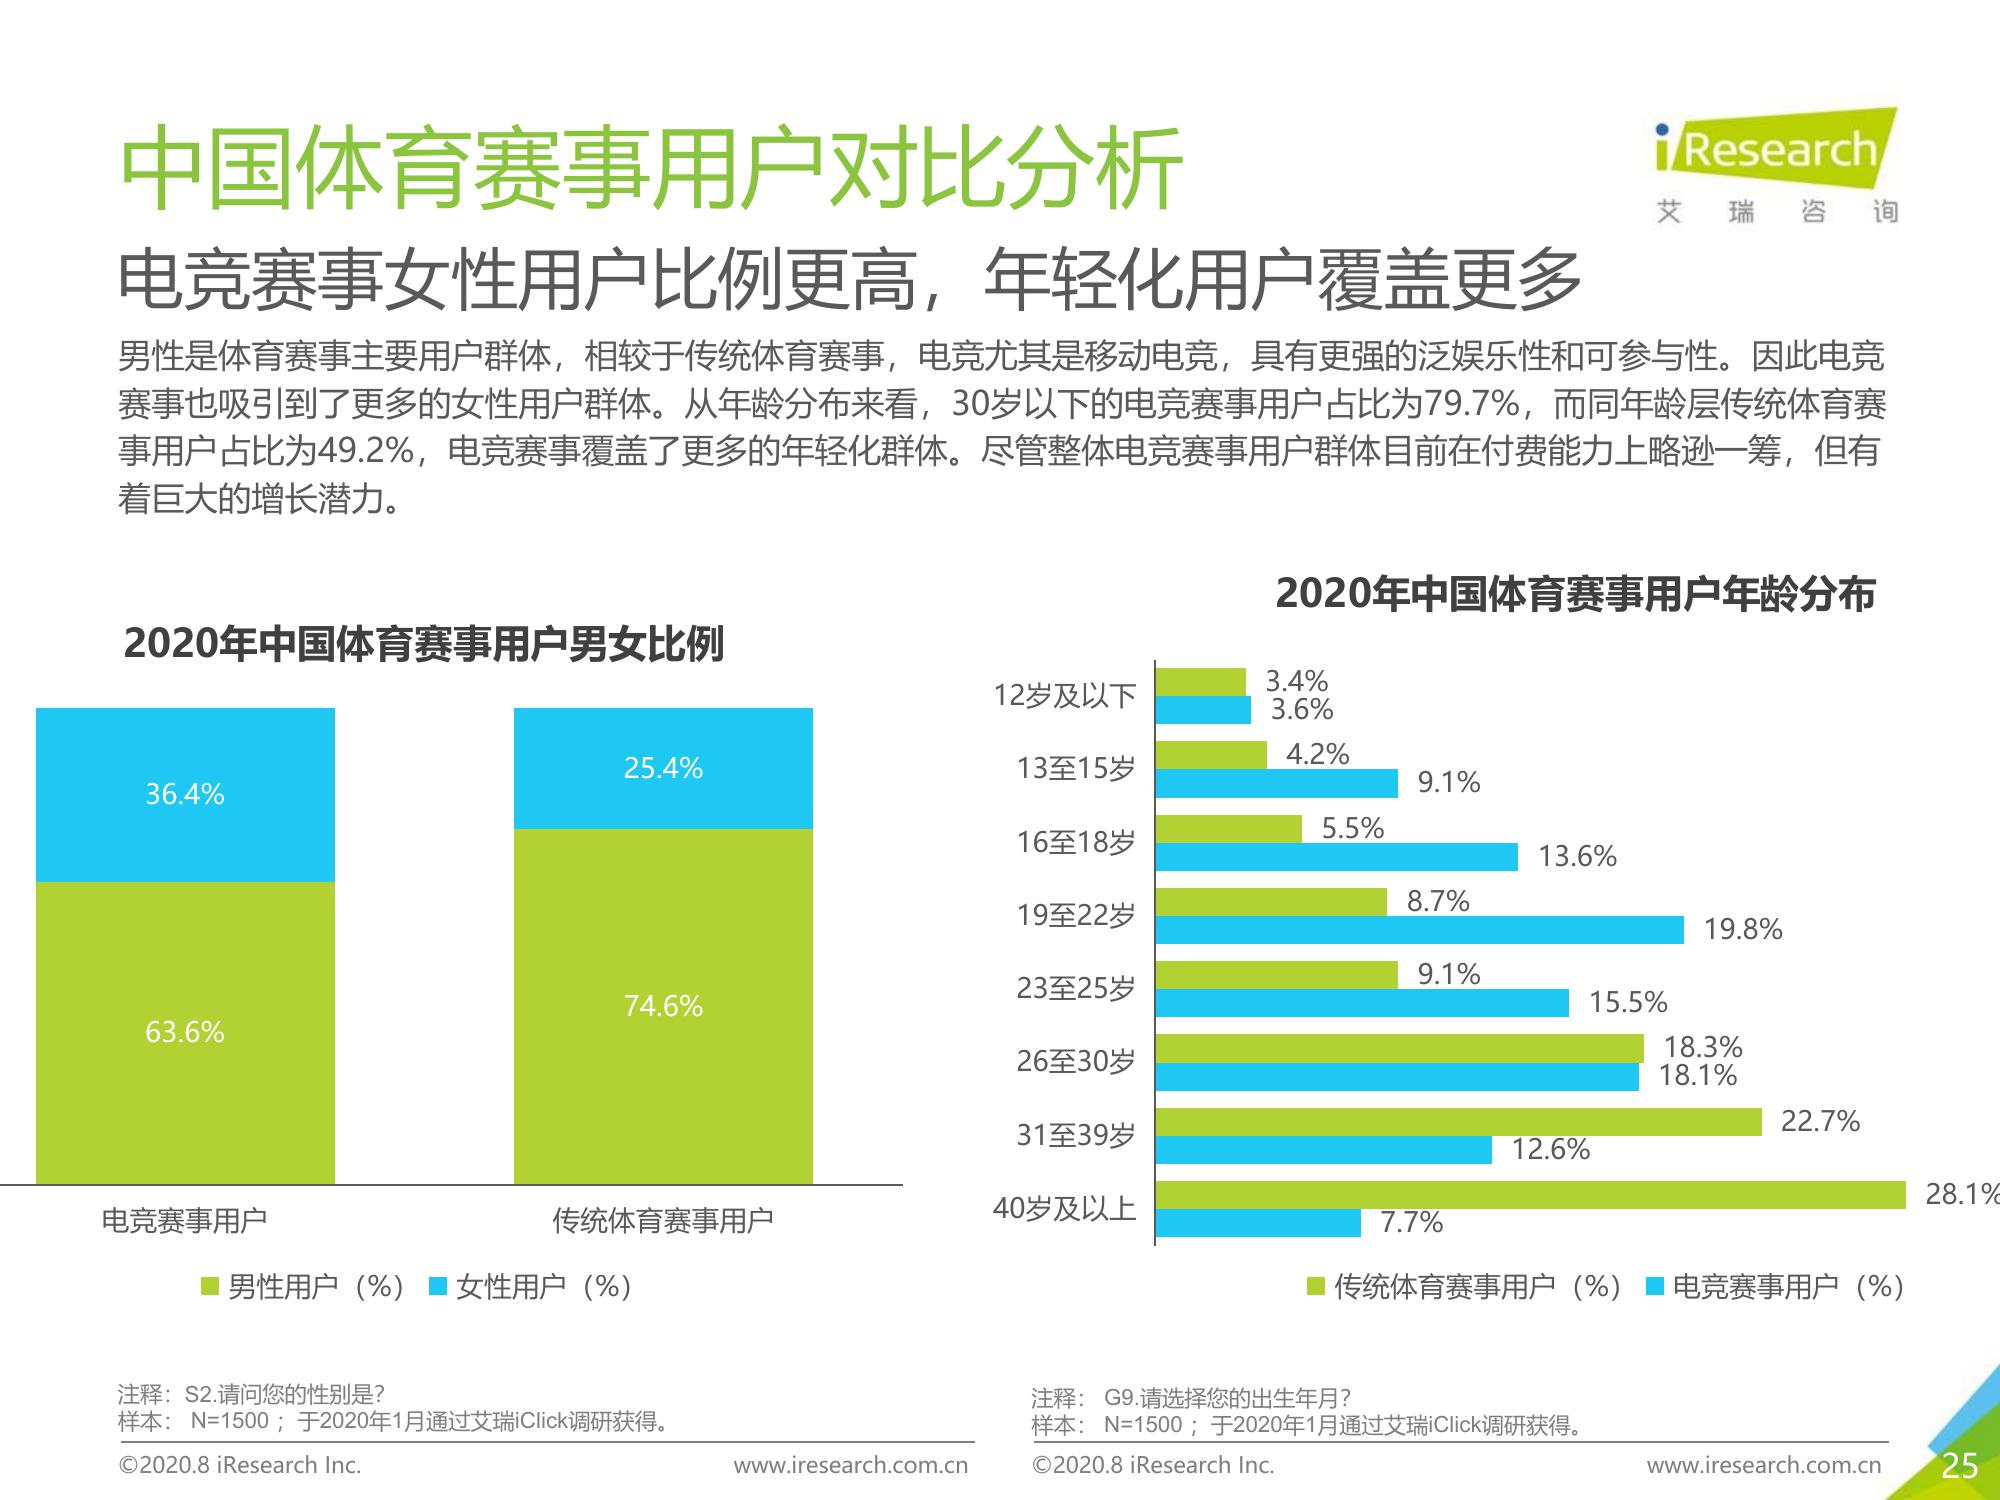 中国体育赛事用户对比分析
iResearch
艾瑞咨询
电竞赛事女性用户比例更高，年轻化用户覆盖更多
男性是体育赛事主要用户群体，相较于传统体育赛事，电竞尤其是移动电竞，具有更强的泛娱乐性和可参与性。因此电竞
赛事也吸引到了更多的女性用户群体。从年龄分布来看，30岁以下的电竞赛事用户占比为79.7%，而同年龄层传统体育赛
事用户占比为49.2%，电竞赛事覆盖了更多的年轻化群体。尽管整体电竞赛事用户群体目前在付费能力上略逊一筹，但有
着巨大的增长潜力。
2020年中国体育赛事用户男女比例
36.4%
25.4%
63.6%
74.6%
电竞赛事用户
传统体育赛事用户
男性用户（%）
女性用户（%）
2020年中国体育赛事用户年龄分布
12岁及以下
3.4%
3.6%
13至15岁
4.2%
9.1%
16至18岁
5.5%
13.6%
19至22岁
8.7%
19.8%
23至25岁
9.1%
15.5%
26至30岁
18.3%
18.1%
31至39岁
22.7%
12.6%
40岁及以上
28.1%
7.7%
传统体育赛事用户（%）
电竞赛事用户（%）
注释：S2.请问您的性别是？
样本： N=1500 ；于2020年1月通过艾瑞iClick调研获得。
©2020.8 iResearch Inc.
www.iresearch.com.cn
注释： G9.请选择您的出生年月？
样本： N=1500 ；于2020年1月通过艾瑞iClick调研获得。
©2020.8 iResearch Inc.
www.iresearch.com.cn
25